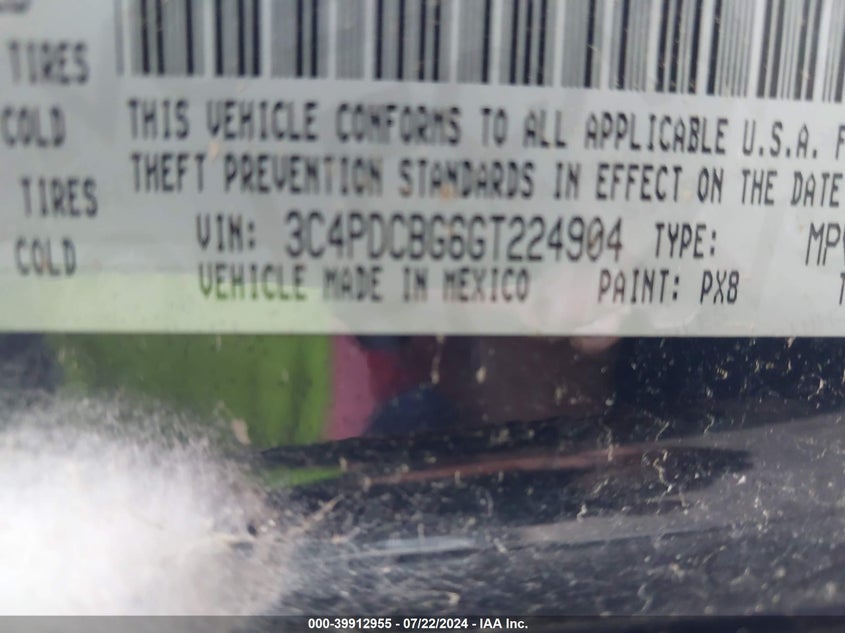 TIRES
COLD
TIRES
COLD
THIS VEHICLE CONFORMS TO ALL APPLICABLE U.S.A. F
THEFT PREVENTION STANDARDS IN EFFECT ON THE DATE
VIN: 3C4PDCBG6GT224904 TYPE: MPV
VEHICLE MADE IN MEXICO PAINT: PX8 T
000-39912955 - 07/22/2024 - IAA Inc.